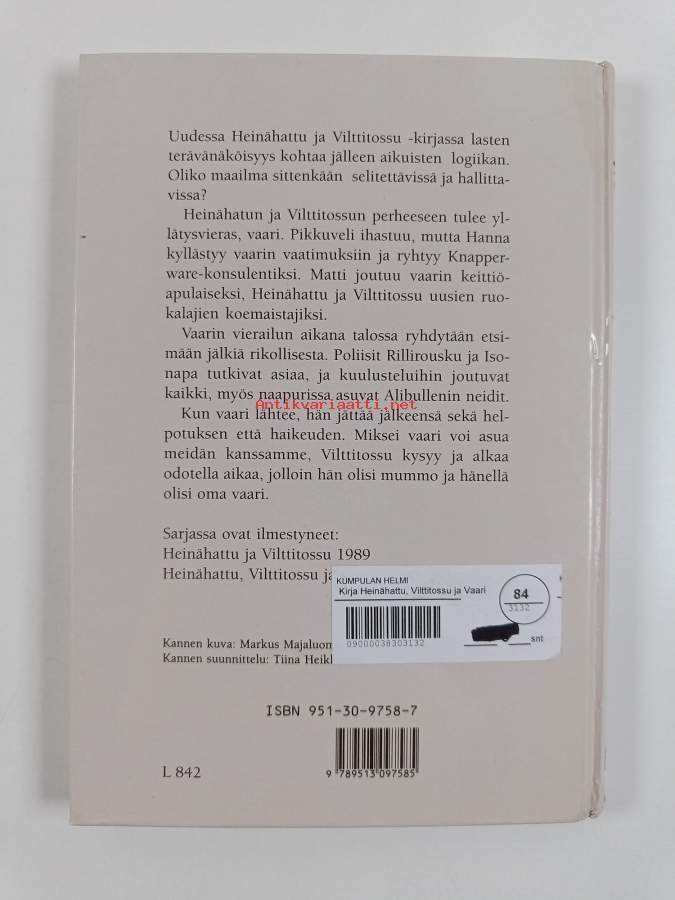 Uudessa Heinähattu ja Vilttitossu -kirjassa lasten
terävänäköisyys kohtaa jälleen aikuisten logiikan.
Oliko maailma sittenkään selitettävissä ja hallitta-
vissa?
Heinähatun ja Vilttitossun perheeseen tulee yl-
lätysvieras, vaari. Pikkuveli ihastuu, mutta Hanna
kyllästyy vaarin vaatimuksiin ja ryhtyy Knapper-
ware-konsulentiksi. Matti joutuu vaarin keittiö-
apulaiseksi, Heinähattu ja Vilttitossu uusien ruo-
kalajien koemaistajiksi.
Vaarin vierailun aikana talossa ryhdytään etsi-
mään jälkiä rikollisesta. Poliisit Rillirousku ja Iso-
napa tutkivat asiaa, ja kuulusteluihin joutuvat
kaikki, myös naapurissa asuvat Alibullenin neidit.
Antikvariaatti.net
Kun vaari lähtee, hän jättää jälkeensä sekä hel-
potuksen että haikeuden. Miksei vaari voi asua
meidän kanssamme, Vilttitossu kysyy ja alkaa
odotella aikaa, jolloin hän olisi mummo ja hänellä
olisi oma vaari.
Sarjassa ovat ilmestyneet:
Heinähattu ja Vilttitossu 1989
Heinähattu, Vilttitossu ja
KUMPULAN HELMI
Kirja Heinähattu, Vilttitossu ja Vaari
84
3132
09000038303132
snt
Kannen kuva: Markus Majaluom
Kannen suunnittelu: Tiina Heikl
ISBN 951-30-9758-7
L 842
9 789513 097585